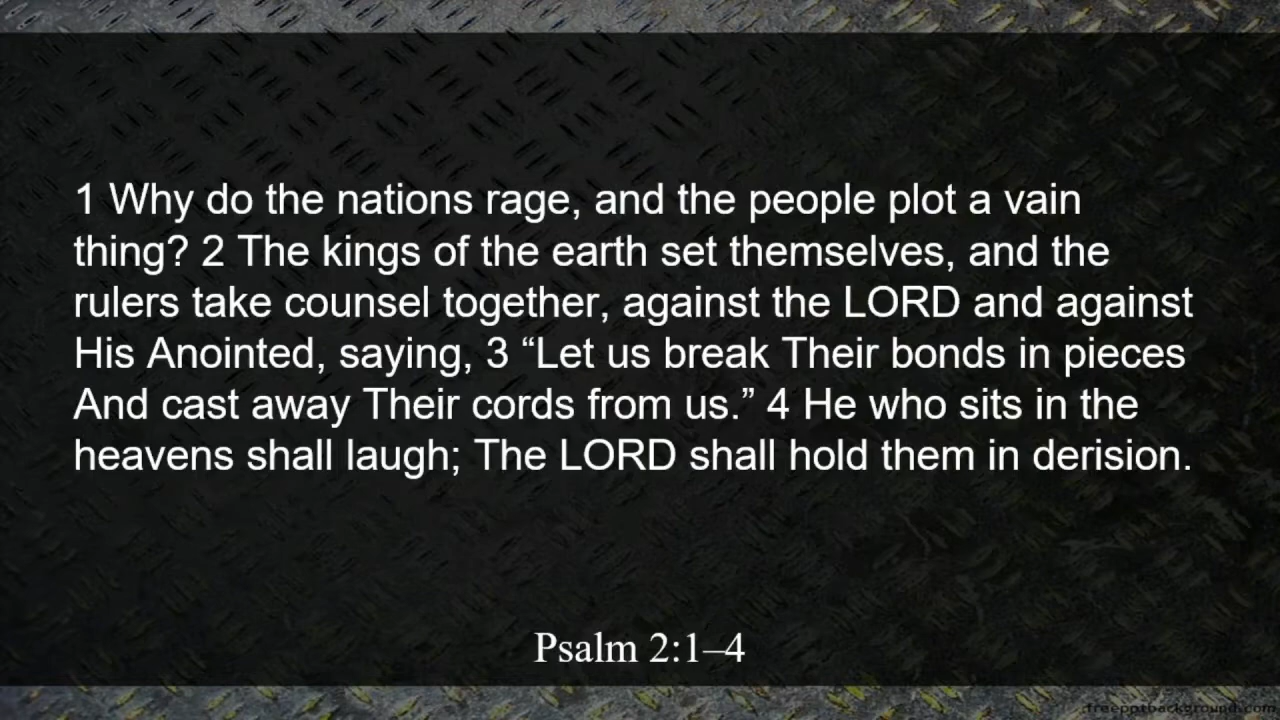 1 Why do the nations rage, and the people plot a vain
thing? 2 The kings of the earth set themselves, and the
rulers take counsel together, against the LORD and against
His Anointed, saying, 3 “Let us break Their bonds in pieces
And cast away Their cords from us.” 4 He who sits in the
heavens shall laugh; The LORD shall hold them in derision.
Psalm 2:1–4
freepptbackground.com